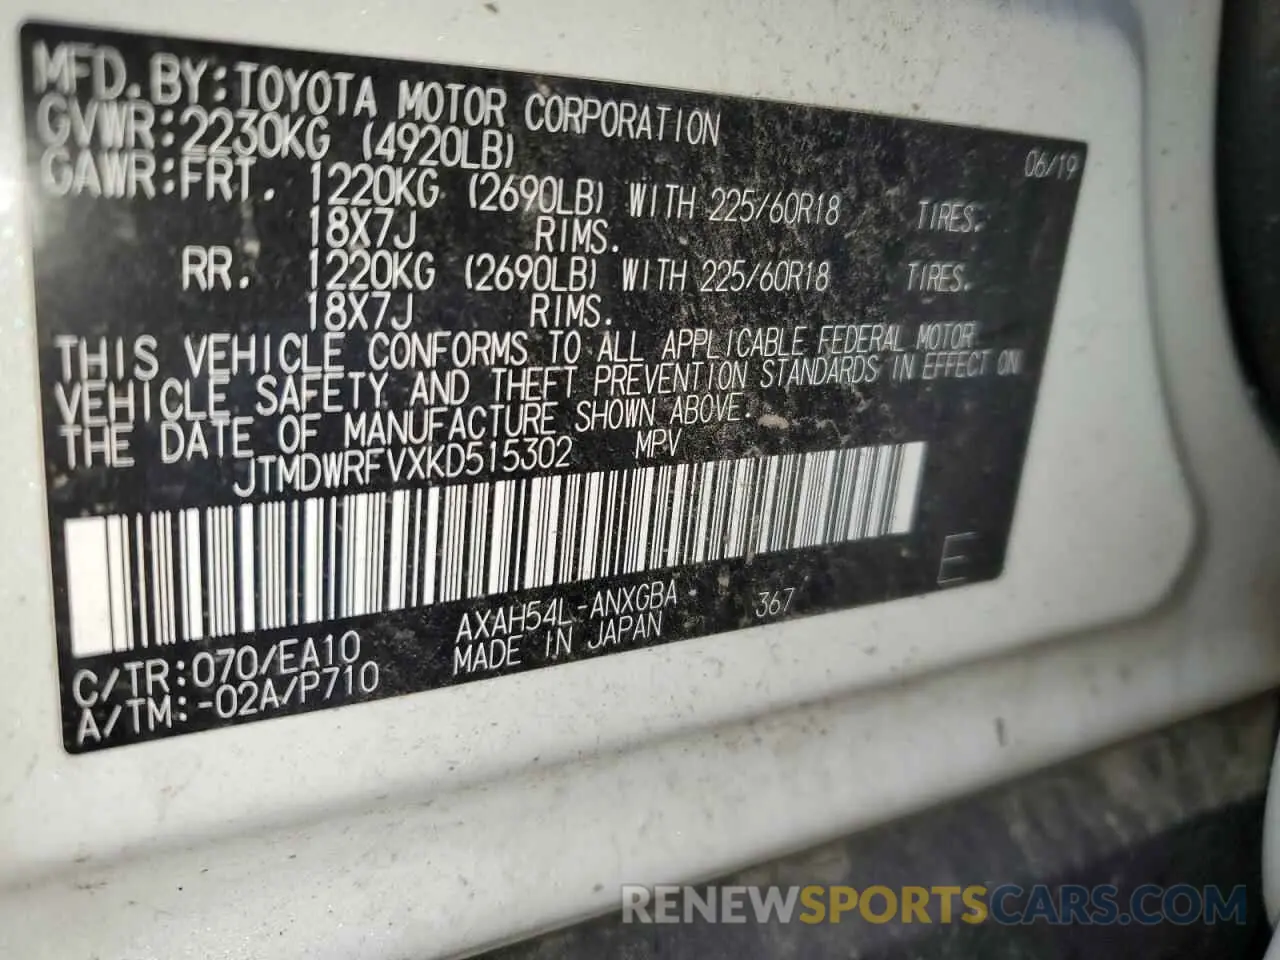 MFD. BY: TOYOTA MOTOR CORPORATION 06/19
GVWR: 2230KG (4920LB)
GAWR: FRT. 1220KG (2690LB) WITH 225/60R18 TIRES.
18X7J RIMS.
RR. 1220KG (2690LB) WITH 225/60R18 TIRES.
18X7J RIMS.
THIS VEHICLE CONFORMS TO ALL APPLICABLE FEDERAL MOTOR
VEHICLE SAFETY AND THEFT PREVENTION STANDARDS IN EFFECT ON
THE DATE OF MANUFACTURE SHOWN ABOVE.
JTMDWRFVXKD515302 MPV
E
C/TR: 070/EA10 AXAH54L-ANXGBA 367
A/TM: -02A/P710 MADE IN JAPAN
RENEWSPORTSCARS.COM